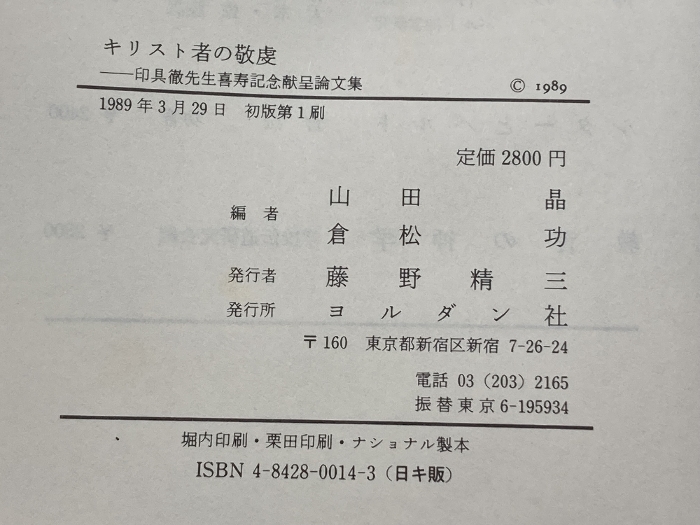 キリスト者の敬虔
――印具徹先生喜寿記念献呈論文集
© 1989
1989年3月29日 初版第1刷
定価2800円
編者 山田 晶
倉松 功
発行者 藤野精三
発行所 ヨルダン社
〒160 東京都新宿区新宿 7-26-24
電話 03 (203) 2165
振替東京6-195934
堀内印刷・栗田印刷・ナショナル製本
ISBN 4-8428-0014-3（日キ販）